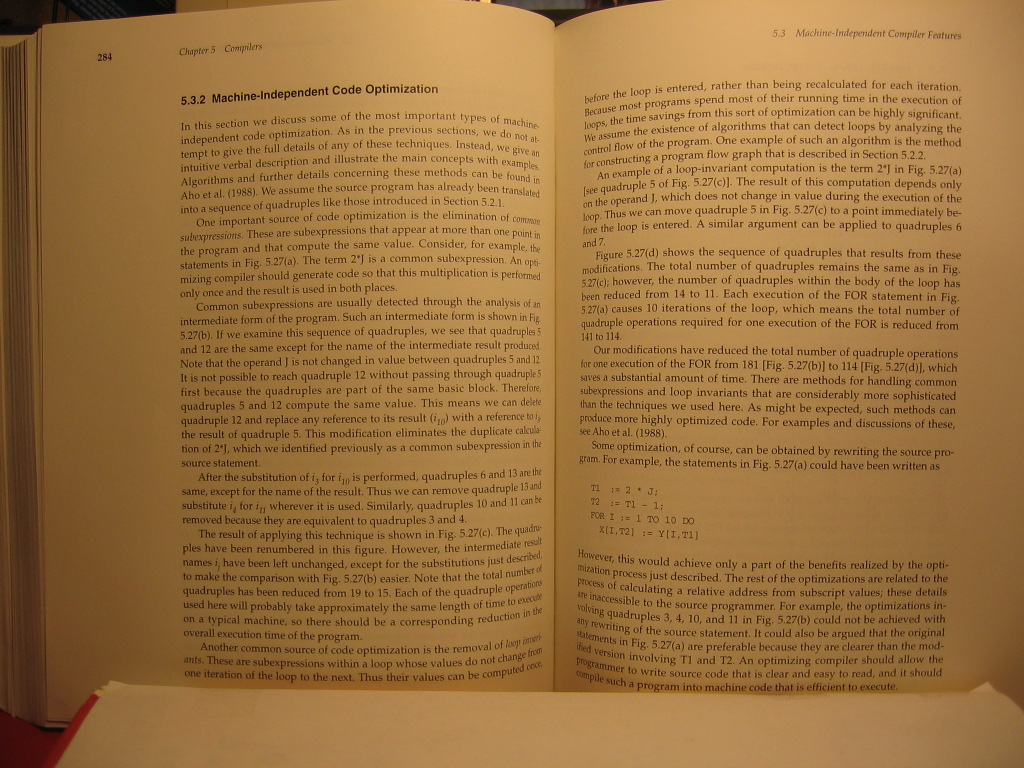 284
Chapter 5 Compilers
5.3.2 Machine-Independent Code Optimization
In this section we discuss some of the most important types of machine-
independent code optimization. As in the previous sections, we do not at-
tempt to give the full details of any of these techniques. Instead, we give an
intuitive verbal description and illustrate the main concepts with examples.
Algorithms and further details concerning these methods can be found in
Aho et al. (1988). We assume the source program has already been translated
into a sequence of quadruples like those introduced in Section 5.2.1.
One important source of code optimization is the elimination of common
subexpressions. These are subexpressions that appear at more than one point in
the program and that compute the same value. Consider, for example, the
statements in Fig. 5.27(a). The term 2*J is a common subexpression. An opti-
mizing compiler should generate code so that this multiplication is performed
only once and the result is used in both places.
Common subexpressions are usually detected through the analysis of an
intermediate form of the program. Such an intermediate form is shown in Fig.
5.27(b). If we examine this sequence of quadruples, we see that quadruples 5
and 12 are the same except for the name of the intermediate result produced.
Note that the operand J is not changed in value between quadruples 5 and 12.
It is not possible to reach quadruple 12 without passing through quadruple 5
first because the quadruples are part of the same basic block. Therefore,
quadruples 5 and 12 compute the same value. This means we can delete
quadruple 12 and replace any reference to its result (i10) with a reference to i3,
the result of quadruple 5. This modification eliminates the duplicate calcula-
tion of 2*J, which we identified previously as a common subexpression in the
source statement.
After the substitution of i3 for i10 is performed, quadruples 6 and 13 are the
same, except for the name of the result. Thus we can remove quadruple 13 and
substitute i4 for i11 wherever it is used. Similarly, quadruples 10 and 11 can be
removed because they are equivalent to quadruples 3 and 4.
The result of applying this technique is shown in Fig. 5.27(c). The quadru-
ples have been renumbered in this figure. However, the intermediate result
names ij have been left unchanged, except for the substitutions just described,
to make the comparison with Fig. 5.27(b) easier. Note that the total number of
quadruples has been reduced from 19 to 15. Each of the quadruple operations
used here will probably take approximately the same length of time to execute
on a typical machine, so there should be a corresponding reduction in the
overall execution time of the program.
Another common source of code optimization is the removal of loop invari-
ants. These are subexpressions within a loop whose values do not change from
one iteration of the loop to the next. Thus their values can be computed once,
5.3 Machine-Independent Compiler Features
before the loop is entered, rather than being recalculated for each iteration.
Because most programs spend most of their running time in the execution of
loops, the time savings from this sort of optimization can be highly significant.
We assume the existence of algorithms that can detect loops by analyzing the
control flow of the program. One example of such an algorithm is the method
for constructing a program flow graph that is described in Section 5.2.2.
An example of a loop-invariant computation is the term 2*J in Fig. 5.27(a)
[see quadruple 5 of Fig. 5.27(c)]. The result of this computation depends only
on the operand J, which does not change in value during the execution of the
loop. Thus we can move quadruple 5 in Fig. 5.27(c) to a point immediately be-
fore the loop is entered. A similar argument can be applied to quadruples 6
and 7.
Figure 5.27(d) shows the sequence of quadruples that results from these
modifications. The total number of quadruples remains the same as in Fig.
5.27(c); however, the number of quadruples within the body of the loop has
been reduced from 14 to 11. Each execution of the FOR statement in Fig.
5.27(a) causes 10 iterations of the loop, which means the total number of
quadruple operations required for one execution of the FOR is reduced from
141 to 114.
Our modifications have reduced the total number of quadruple operations
for one execution of the FOR from 181 [Fig. 5.27(b)] to 114 [Fig. 5.27(d)], which
saves a substantial amount of time. There are methods for handling common
subexpressions and loop invariants that are considerably more sophisticated
than the techniques we used here. As might be expected, such methods can
produce more highly optimized code. For examples and discussions of these,
see Aho et al. (1988).
Some optimization, of course, can be obtained by rewriting the source pro-
gram. For example, the statements in Fig. 5.27(a) could have been written as
T1 := 2 * J;
T2 := T1 - 1;
FOR I := 1 TO 10 DO
X[I,T2] := Y[I,T1]
However, this would achieve only a part of the benefits realized by the opti-
mization process just described. The rest of the optimizations are related to the
process of calculating a relative address from subscript values; these details
are inaccessible to the source programmer. For example, the optimizations in-
volving quadruples 3, 4, 10, and 11 in Fig. 5.27(b) could not be achieved with
any rewriting of the source statement. It could also be argued that the original
statements in Fig. 5.27(a) are preferable because they are clearer than the mod-
ified version involving T1 and T2. An optimizing compiler should allow the
programmer to write source code that is clear and easy to read, and it should
compile such a program into machine code that is efficient to execute.